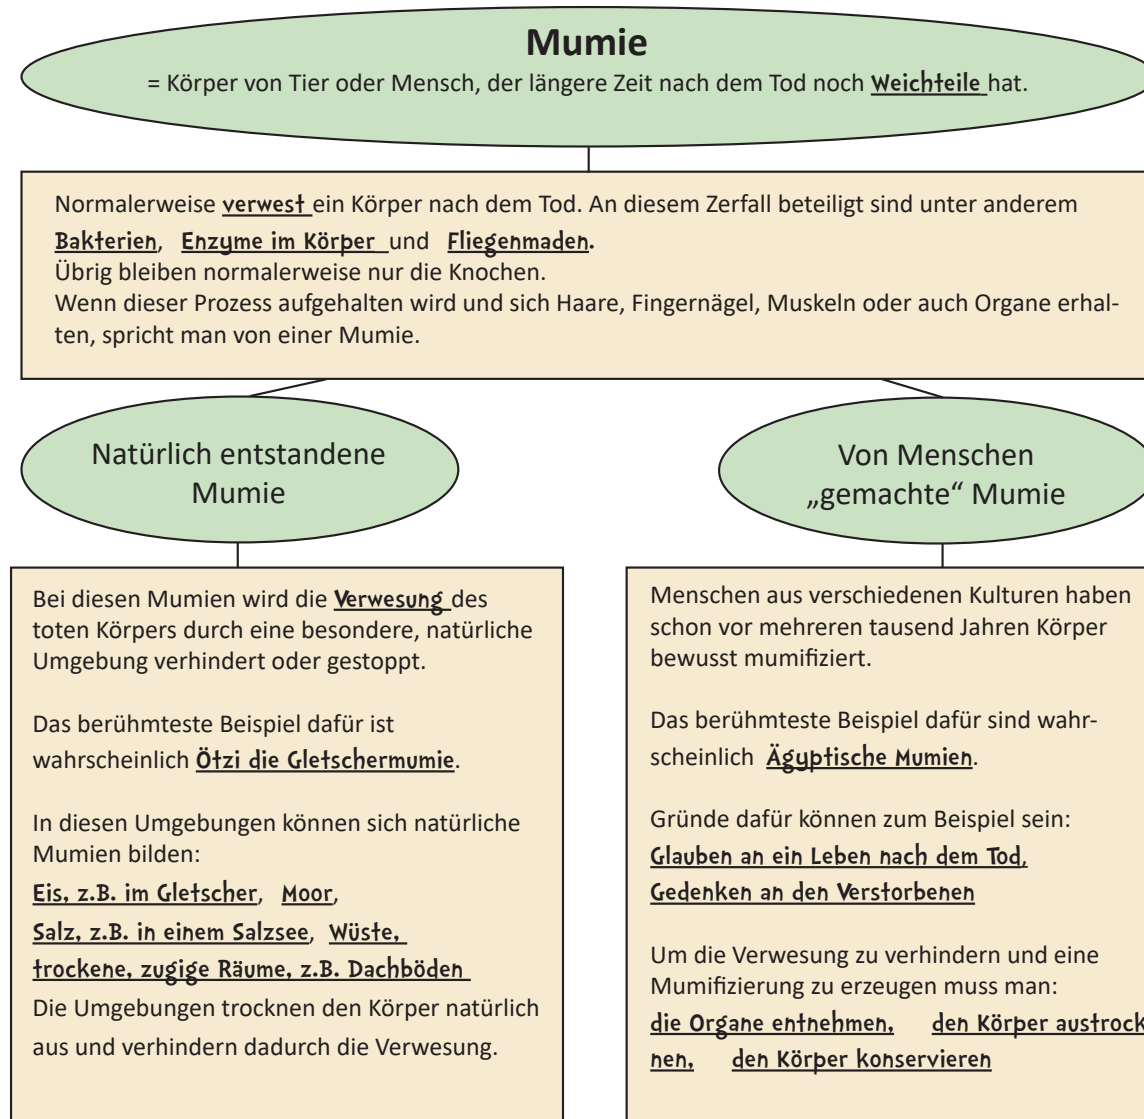 Mumie
= Körper von Tier oder Mensch, der längere Zeit nach dem Tod noch Weichteile hat.
Normalerweise verwest ein Körper nach dem Tod. An diesem Zerfall beteiligt sind unter anderem
Bakterien, Enzyme im Körper und Fliegenmaden.
Übrig bleiben normalerweise nur die Knochen.
Wenn dieser Prozess aufgehalten wird und sich Haare, Fingernägel, Muskeln oder auch Organe erhal-
ten, spricht man von einer Mumie.
Natürlich entstandene
Mumie
Bei diesen Mumien wird die Verwesung des
toten Körpers durch eine besondere, natürliche
Umgebung verhindert oder gestoppt.
Das berühmteste Beispiel dafür ist
wahrscheinlich Ötzi die Gletschermumie.
In diesen Umgebungen können sich natürliche
Mumien bilden:
Eis, z.B. im Gletscher, Moor,
Salz, z.B. in einem Salzsee, Wüste,
trockene, zugige Räume, z.B. Dachböden
Die Umgebungen trocknen den Körper natürlich
aus und verhindern dadurch die Verwesung.
Von Menschen
„gemachte“ Mumie
Menschen aus verschiedenen Kulturen haben
schon vor mehreren tausend Jahren Körper
bewusst mumifiziert.
Das berühmteste Beispiel dafür sind wahr-
scheinlich Ägyptische Mumien.
Gründe dafür können zum Beispiel sein:
Glauben an ein Leben nach dem Tod,
Gedenken an den Verstorbenen
Um die Verwesung zu verhindern und eine
Mumifizierung zu erzeugen muss man:
die Organe entnehmen, den Körper austrock
nen, den Körper konservieren